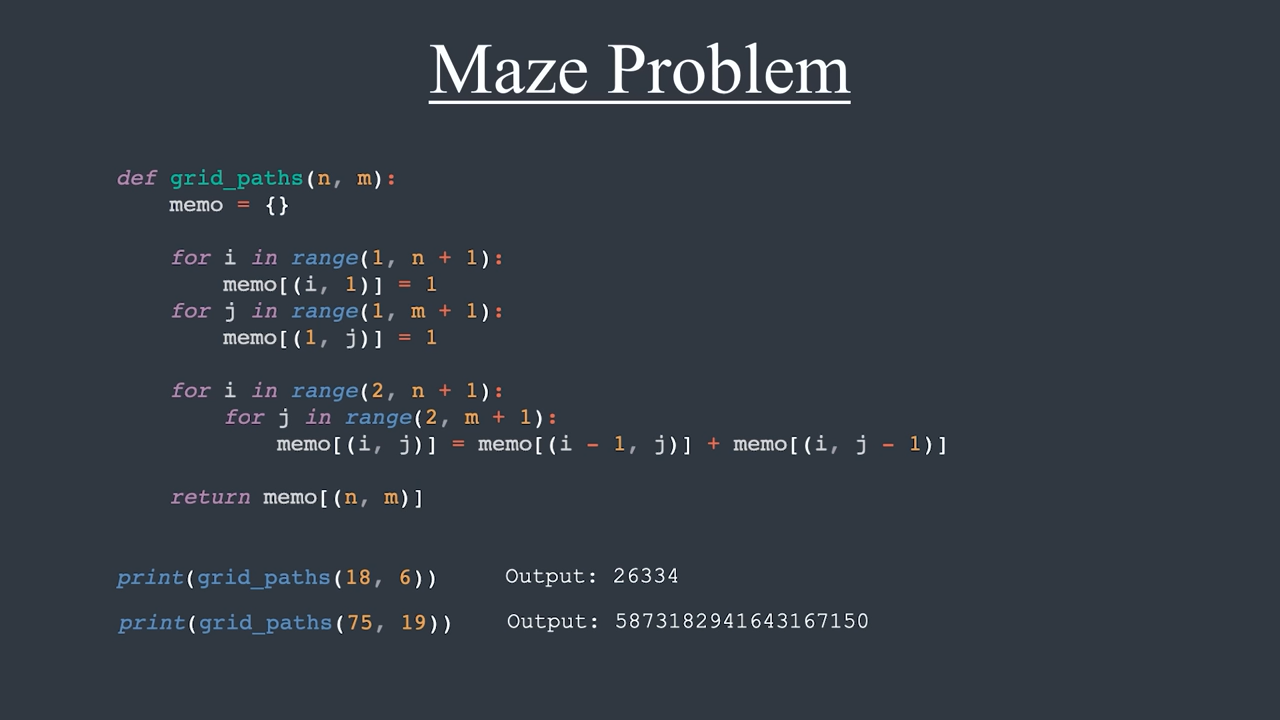 Maze Problem
def grid_paths(n, m):
    memo = {}
    for i in range(1, n + 1):
        memo[(i, 1)] = 1
    for j in range(1, m + 1):
        memo[(1, j)] = 1
    for i in range(2, n + 1):
        for j in range(2, m + 1):
            memo[(i, j)] = memo[(i - 1, j)] + memo[(i, j - 1)]
    return memo[(n, m)]
print(grid_paths(18, 6)) Output: 26334
print(grid_paths(75, 19)) Output: 5873182941643167150